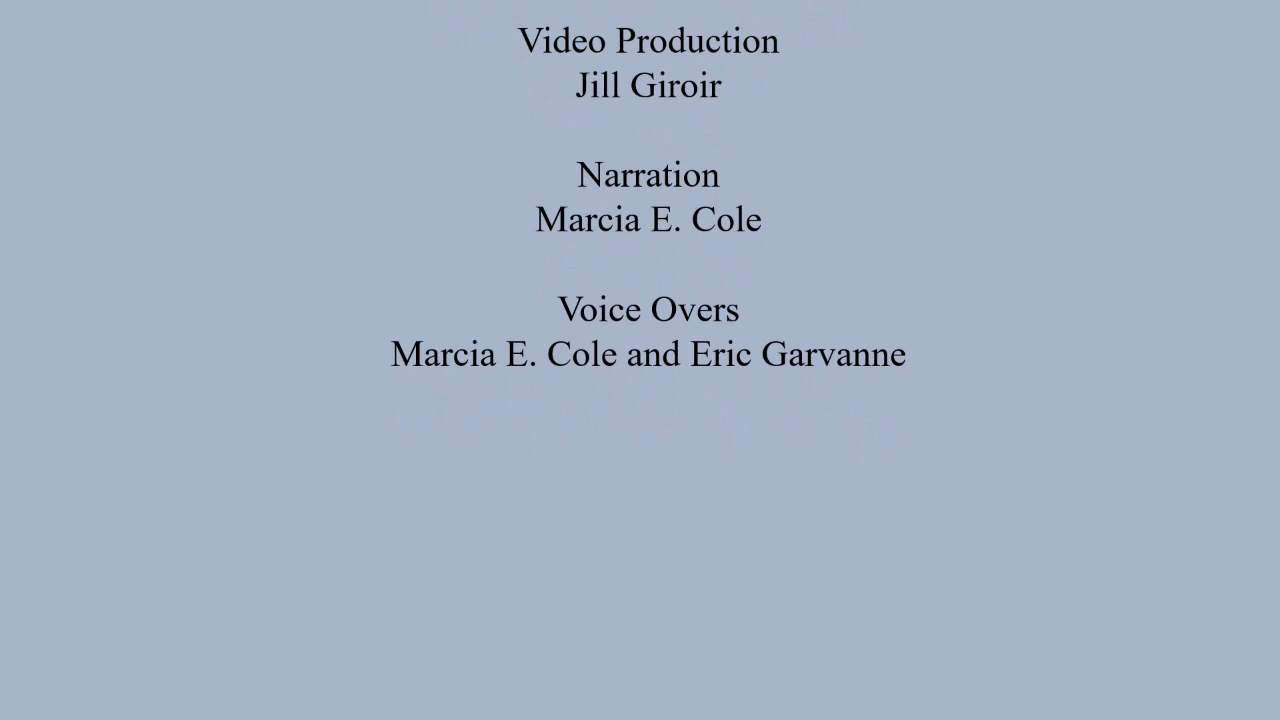 Video Production
Jill Giroir
Narration
Marcia E. Cole
Voice Overs
Marcia E. Cole and Eric Garvanne